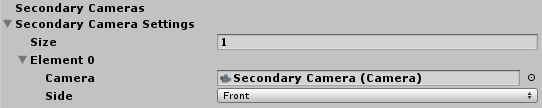 Secondary Cameras
Secondary Camera Settings
Size 1
Element 0
Camera Secondary Camera (Camera)
Side Front